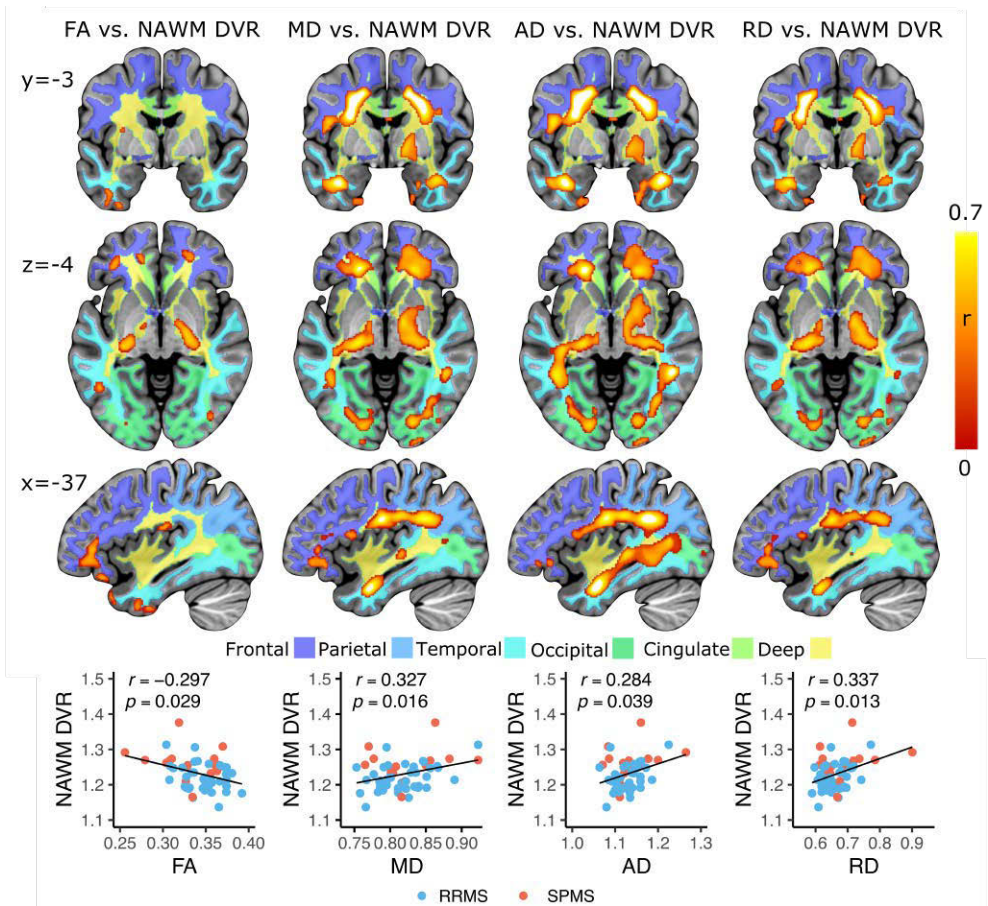 FA vs. NAWM DVR MD vs. NAWM DVR AD vs. NAWM DVR RD vs. NAWM DVR
y=-3
0.7
z=-4
r
0
x=-37
Frontal Parietal Temporal Occipital Cingulate Deep
r = −0.297
p = 0.029
NAWM DVR
1.5
1.4
1.3
1.2
1.1
0.25 0.30 0.35 0.40
FA
r = 0.327
p = 0.016
NAWM DVR
1.5
1.4
1.3
1.2
1.1
0.75 0.80 0.85 0.90
MD
r = 0.284
p = 0.039
NAWM DVR
1.5
1.4
1.3
1.2
1.1
1.0 1.1 1.2 1.3
AD
r = 0.337
p = 0.013
NAWM DVR
1.5
1.4
1.3
1.2
1.1
0.6 0.7 0.8 0.9
RD
RRMS SPMS